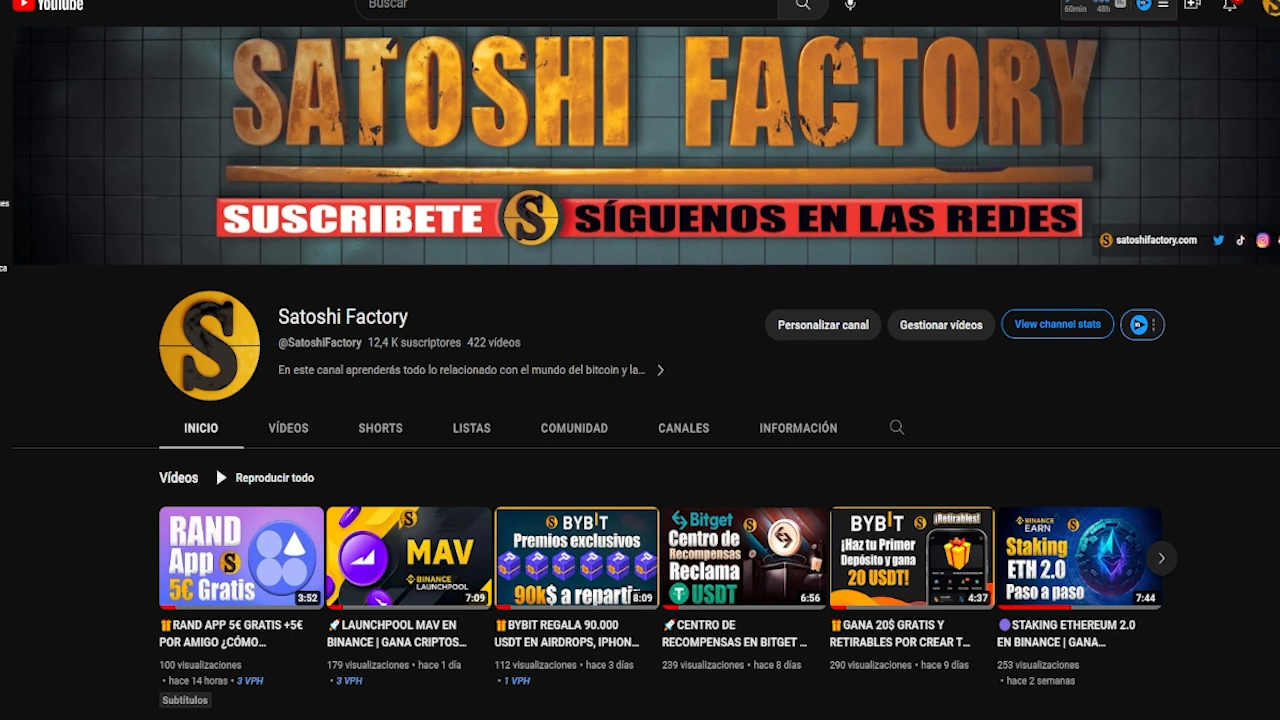 YouTube
Buscar
60min 48h
SATOSHI FACTORY
SUSCRIBETE S SÍGUENOS EN LAS REDES
satoshifactory.com
Satoshi Factory
@SatoshiFactory 12,4 K suscriptores 422 vídeos
En este canal aprenderás todo lo relacionado con el mundo del bitcoin y la...
Personalizar canal
Gestionar vídeos
View channel stats
INICIO VÍDEOS SHORTS LISTAS COMUNIDAD CANALES INFORMACIÓN
Vídeos Reproducir todo
RAND
App
5€ Gratis
3:52
🎁RAND APP 5€ GRATIS +5€
POR AMIGO ¿CÓMO...
100 visualizaciones
• hace 14 horas • 3 VPH
Subtítulos
MAV
BINANCE
LAUNCHPOOL
7:09
🚀LAUNCHPOOL MAV EN
BINANCE | GANA CRIPTOS...
179 visualizaciones • hace 1 día
• 3 VPH
BYBIT
Premios exclusivos
90k$ a reparti
8:09
🎁BYBIT REGALA 90.000
USDT EN AIRDROPS, IPHON...
112 visualizaciones • hace 3 días
• 1 VPH
Bitget
Centro de
Recompensas
Reclama
USDT
6:56
🚀CENTRO DE
RECOMPENSAS EN BITGET ...
239 visualizaciones • hace 8 días
BYBIT
¡Retirables!
¡Haz tu Primer
Depósito y gana
20 USDT!
4:37
🎁GANA 20$ GRATIS Y
RETIRABLES POR CREAR T...
290 visualizaciones • hace 9 días
BINANCE
EARN
Staking
ETH 2.0
Paso a paso
7:44
🟣STAKING ETHEREUM 2.0
EN BINANCE | GANA...
253 visualizaciones
• hace 2 semanas